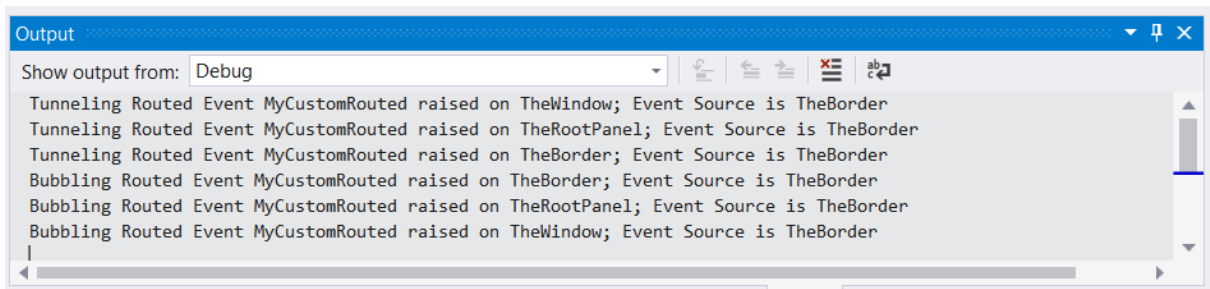 Output
Show output from: Debug
Tunneling Routed Event MyCustomRouted raised on TheWindow; Event Source is TheBorder
Tunneling Routed Event MyCustomRouted raised on TheRootPanel; Event Source is TheBorder
Tunneling Routed Event MyCustomRouted raised on TheBorder; Event Source is TheBorder
Bubbling Routed Event MyCustomRouted raised on TheBorder; Event Source is TheBorder
Bubbling Routed Event MyCustomRouted raised on TheRootPanel; Event Source is TheBorder
Bubbling Routed Event MyCustomRouted raised on TheWindow; Event Source is TheBorder